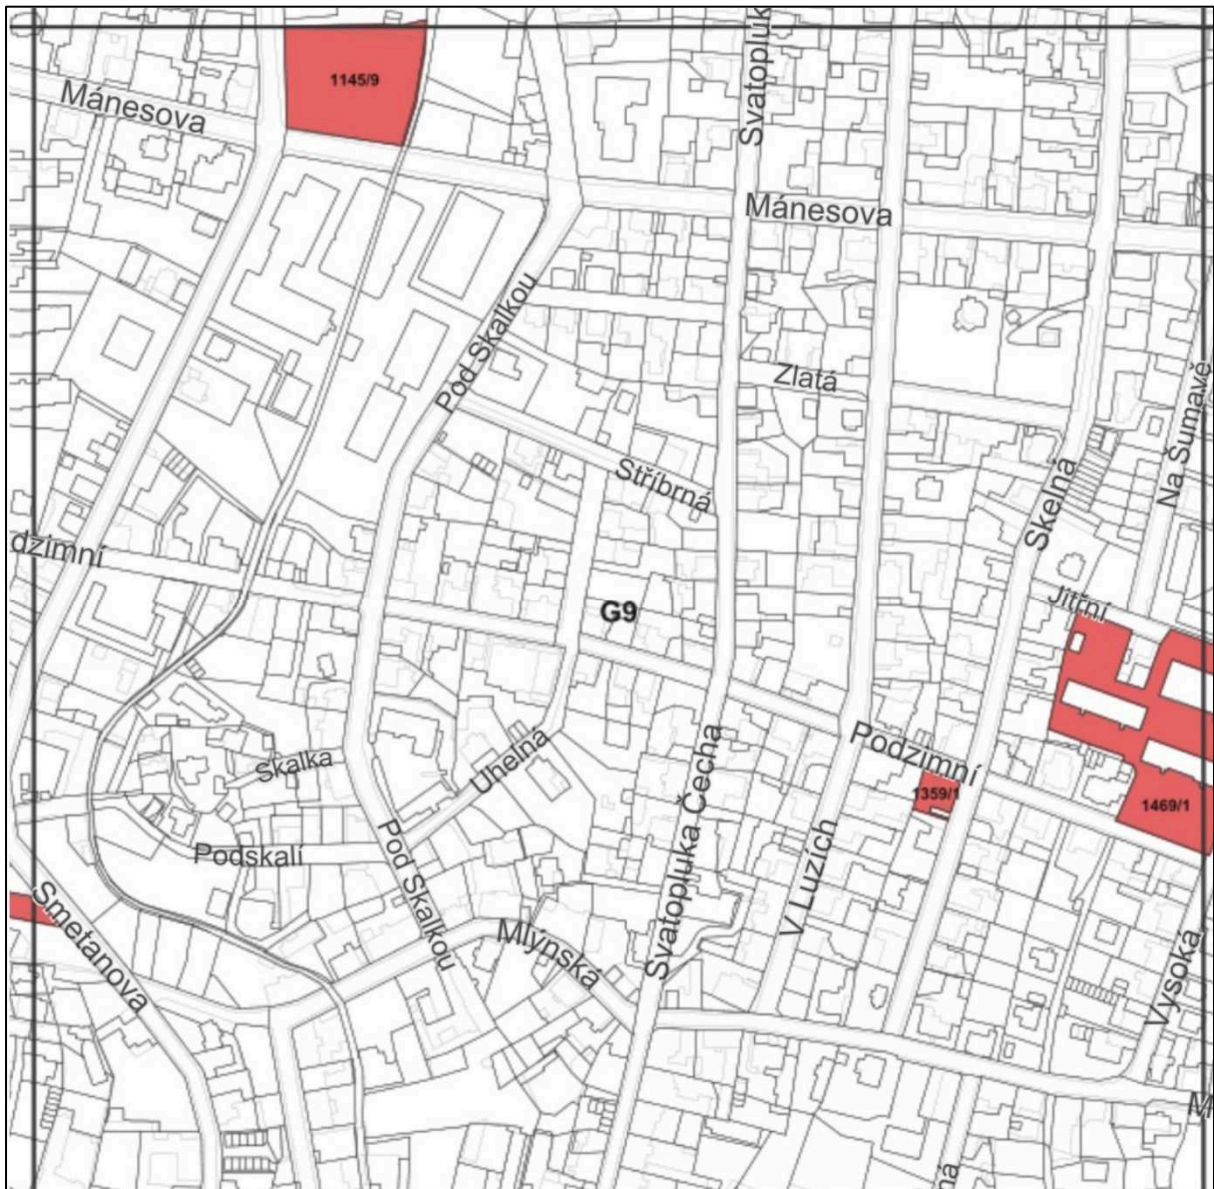 Svatopluk
1145/9
Mánesova
Mánesova
Pod Skalkou
Zlatá
Na Šumavě
Stříbrná
Skelná
dzimní
G9
Jitřní
Podzimní
Skalka
Uhelná
1359/1
1469/1
Svatopluka Čecha
V Luzích
Podskalí
Pod Skalkou
Smetanova
Mlýnská
Vysoká
M
ná